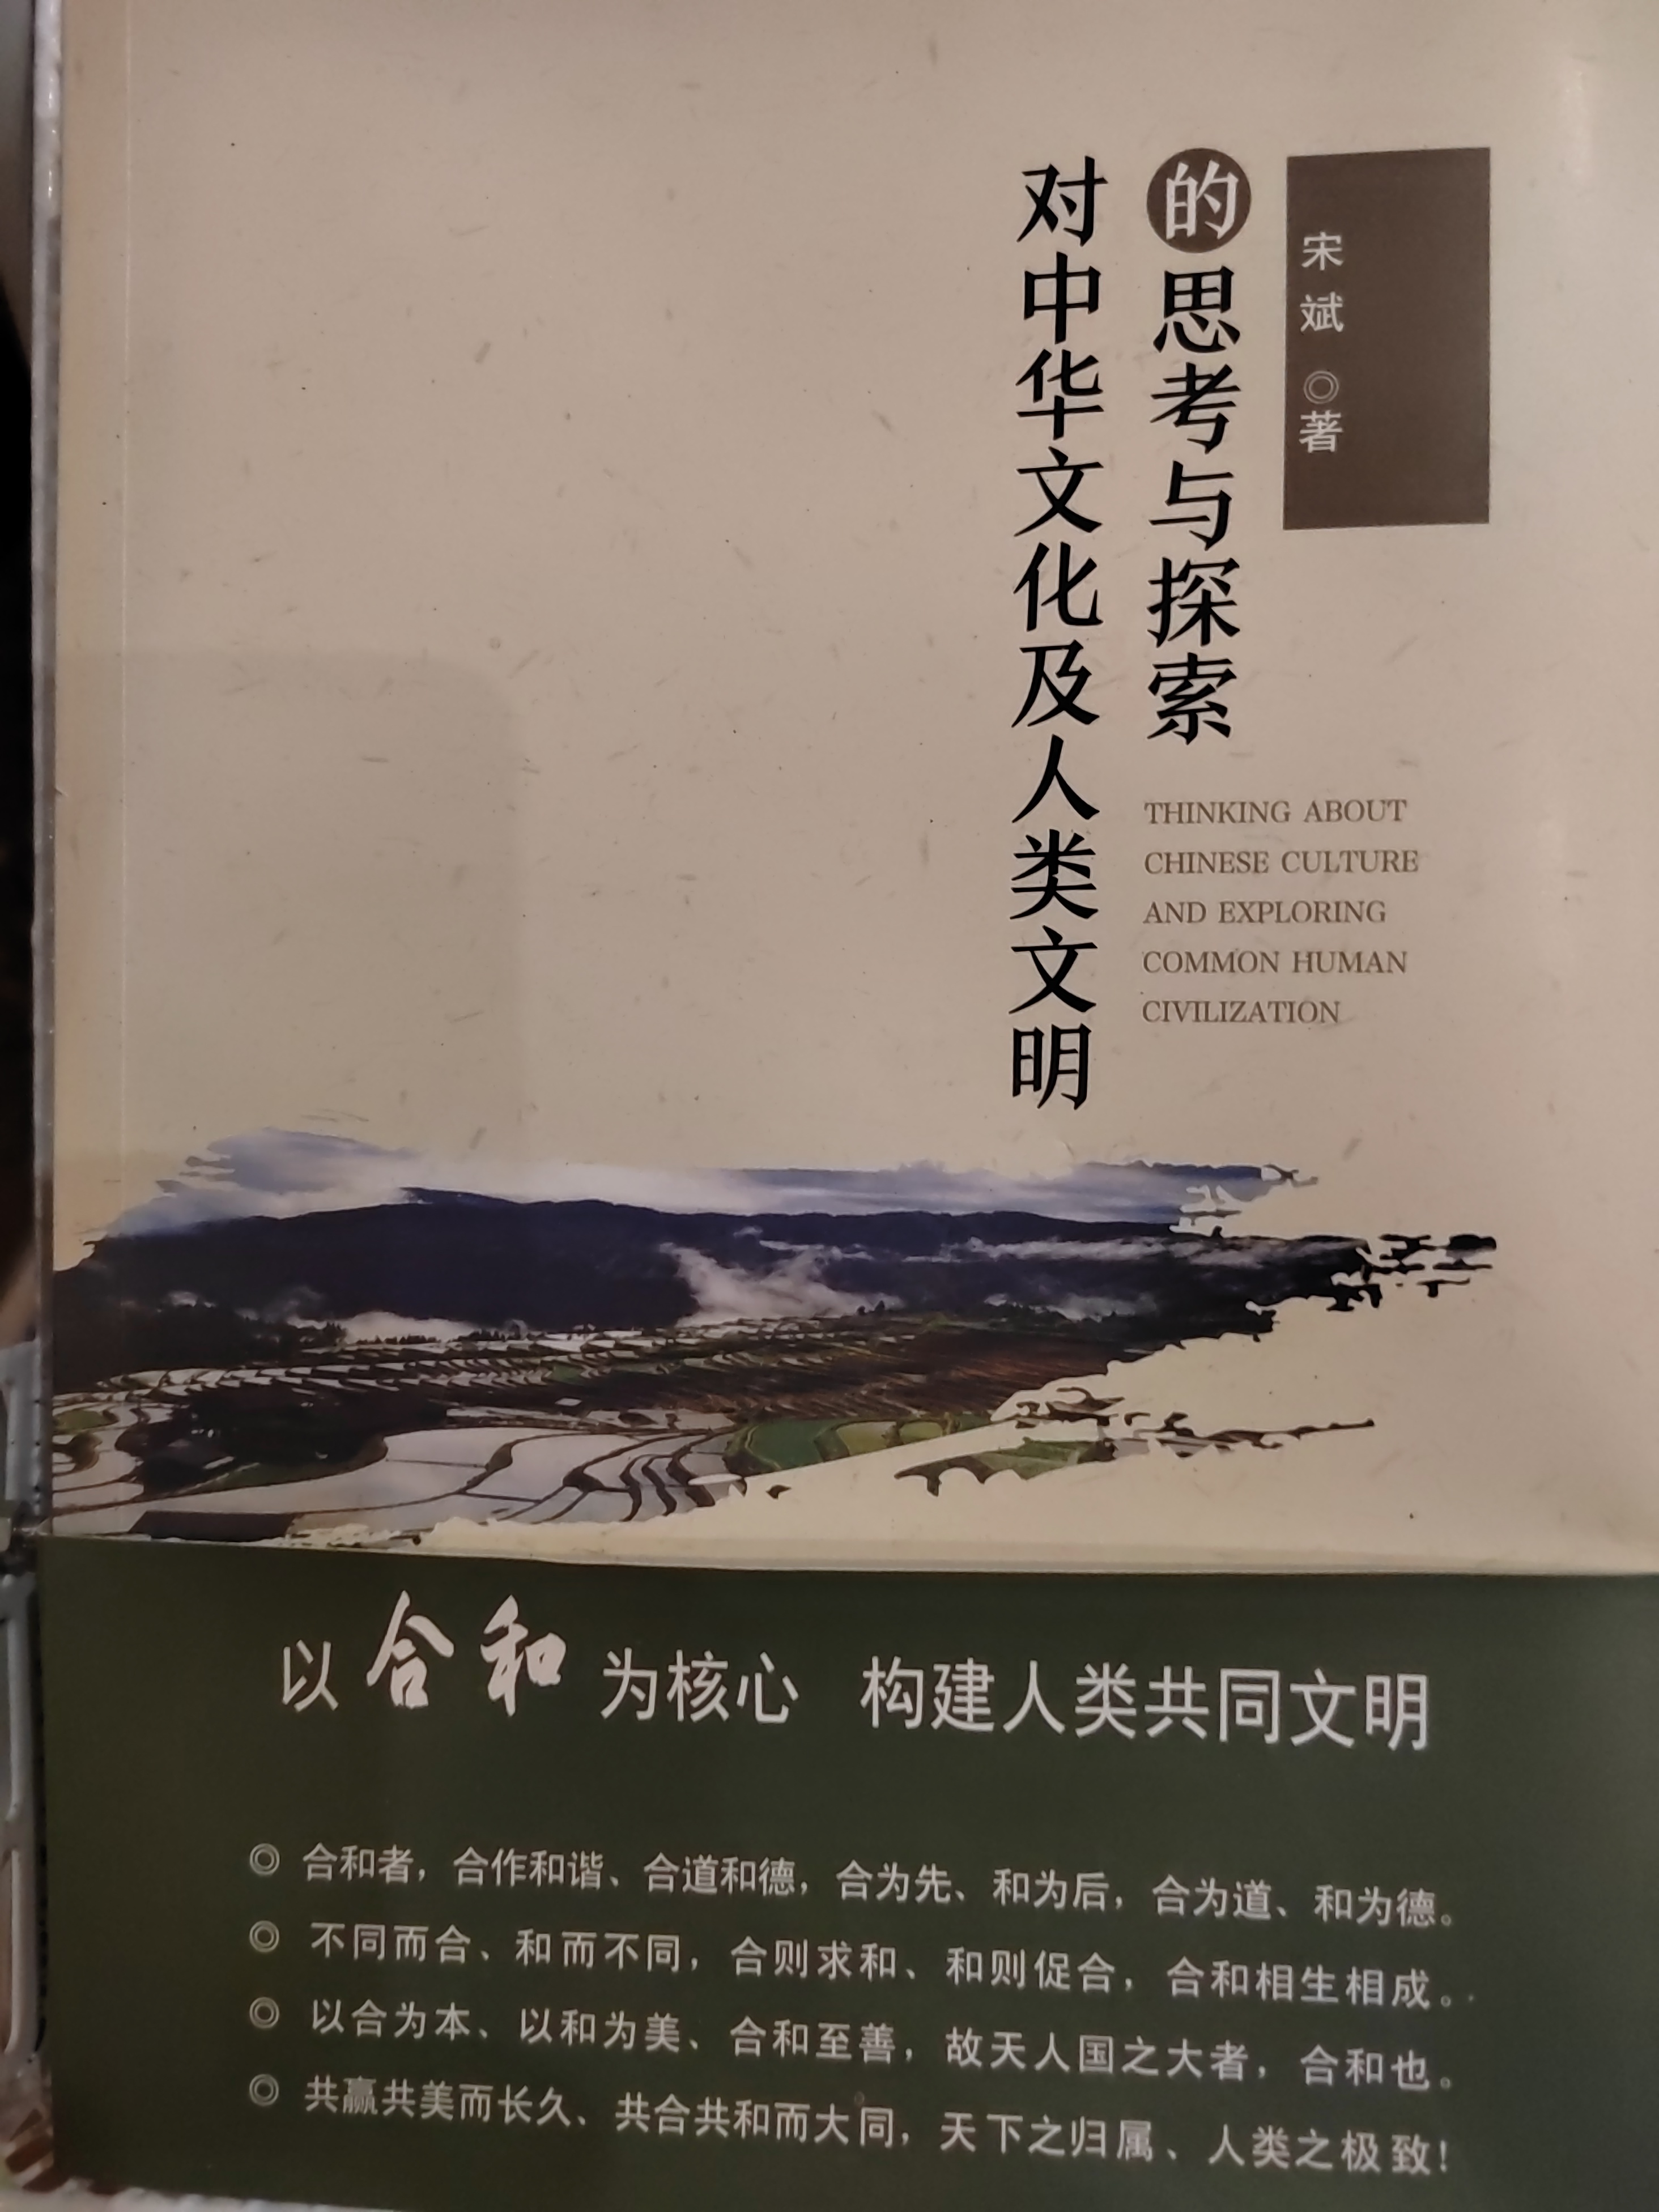 对中华文化及人类文明
的思考与探索
宋斌◎著
THINKING ABOUT
CHINESE CULTURE
AND EXPLORING
COMMON HUMAN
CIVILIZATION
以合和为核心 构建人类共同文明
◎ 合和者，合作和谐、合道和德，合为先、和为后，合为道、和为德。
◎ 不同而合、和而不同，合则求和、和则促合，合和相生相成。
◎ 以合为本、以和为美、合和至善，故天人国之大者，合和也。
◎ 共赢共美而长久、共合共和而大同，天下之归属、人类之极致！